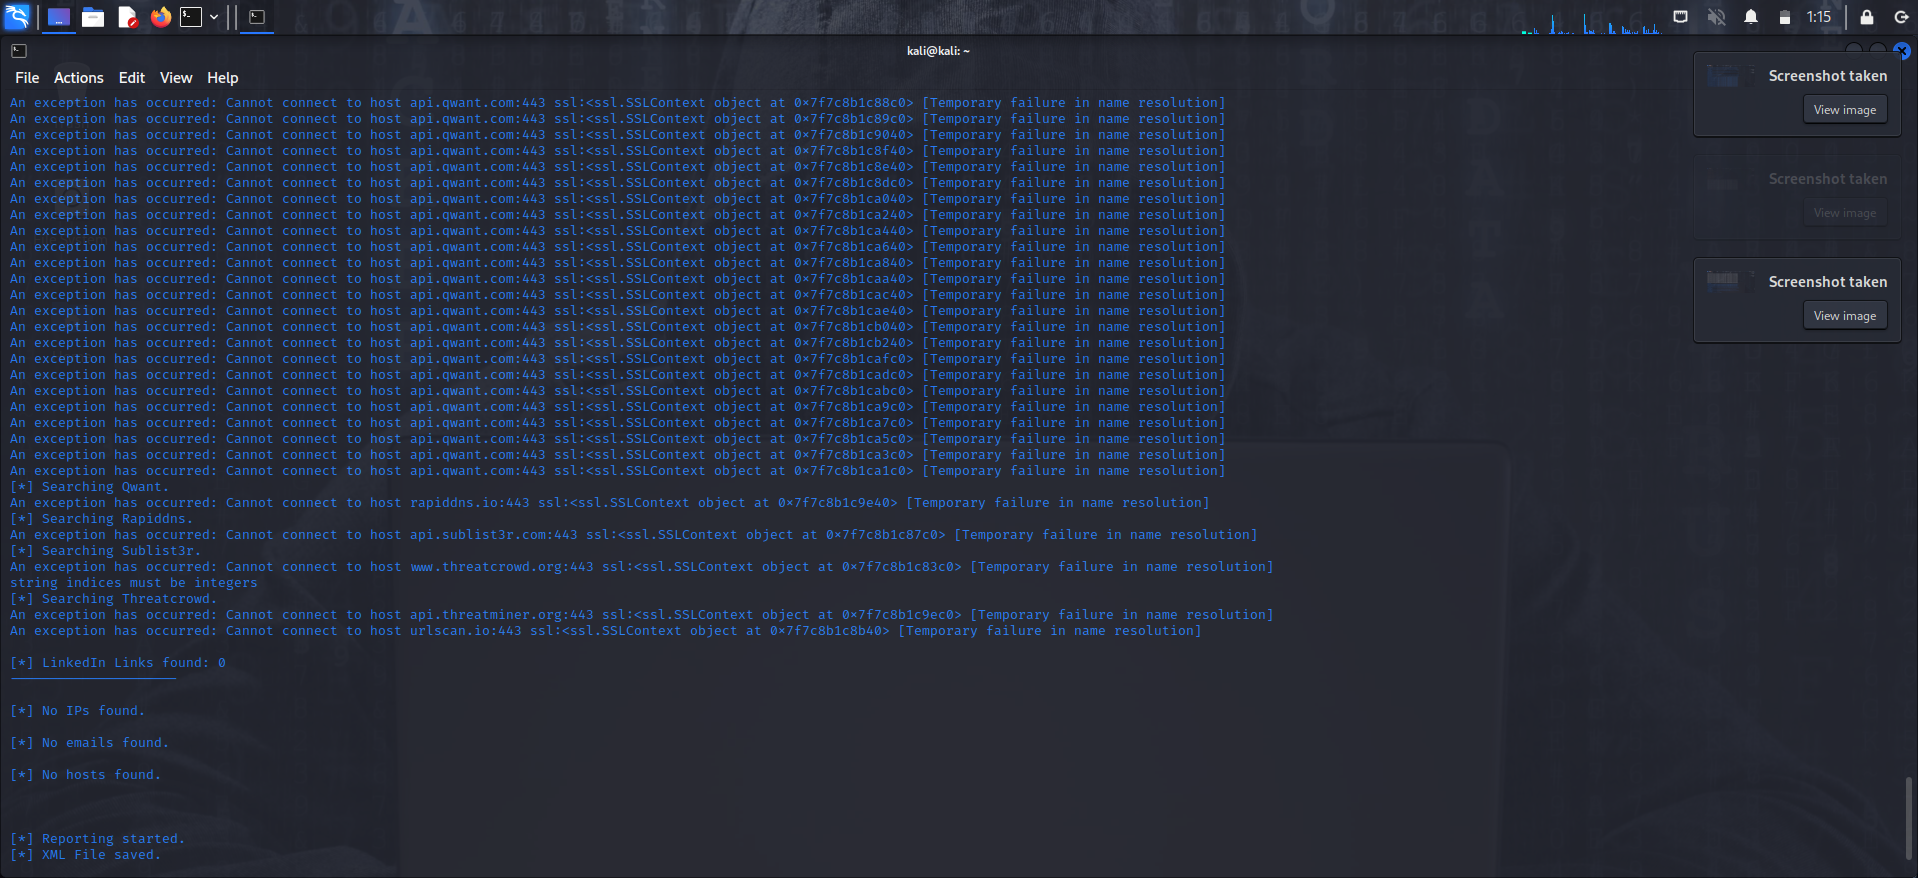 1:15
kali@kali: ~
File Actions Edit View Help
An exception has occurred: Cannot connect to host api.qwant.com:443 ssl:<ssl.SSLContext object at 0×7f7c8b1c88c0> [Temporary failure in name resolution]
An exception has occurred: Cannot connect to host api.qwant.com:443 ssl:<ssl.SSLContext object at 0×7f7c8b1c89c0> [Temporary failure in name resolution]
An exception has occurred: Cannot connect to host api.qwant.com:443 ssl:<ssl.SSLContext object at 0×7f7c8b1c9040> [Temporary failure in name resolution]
An exception has occurred: Cannot connect to host api.qwant.com:443 ssl:<ssl.SSLContext object at 0×7f7c8b1c8f40> [Temporary failure in name resolution]
An exception has occurred: Cannot connect to host api.qwant.com:443 ssl:<ssl.SSLContext object at 0×7f7c8b1c8e40> [Temporary failure in name resolution]
An exception has occurred: Cannot connect to host api.qwant.com:443 ssl:<ssl.SSLContext object at 0×7f7c8b1c8dc0> [Temporary failure in name resolution]
An exception has occurred: Cannot connect to host api.qwant.com:443 ssl:<ssl.SSLContext object at 0×7f7c8b1ca040> [Temporary failure in name resolution]
An exception has occurred: Cannot connect to host api.qwant.com:443 ssl:<ssl.SSLContext object at 0×7f7c8b1ca240> [Temporary failure in name resolution]
An exception has occurred: Cannot connect to host api.qwant.com:443 ssl:<ssl.SSLContext object at 0×7f7c8b1ca440> [Temporary failure in name resolution]
An exception has occurred: Cannot connect to host api.qwant.com:443 ssl:<ssl.SSLContext object at 0×7f7c8b1ca640> [Temporary failure in name resolution]
An exception has occurred: Cannot connect to host api.qwant.com:443 ssl:<ssl.SSLContext object at 0×7f7c8b1ca840> [Temporary failure in name resolution]
An exception has occurred: Cannot connect to host api.qwant.com:443 ssl:<ssl.SSLContext object at 0×7f7c8b1caa40> [Temporary failure in name resolution]
An exception has occurred: Cannot connect to host api.qwant.com:443 ssl:<ssl.SSLContext object at 0×7f7c8b1cac40> [Temporary failure in name resolution]
An exception has occurred: Cannot connect to host api.qwant.com:443 ssl:<ssl.SSLContext object at 0×7f7c8b1cae40> [Temporary failure in name resolution]
An exception has occurred: Cannot connect to host api.qwant.com:443 ssl:<ssl.SSLContext object at 0×7f7c8b1cb040> [Temporary failure in name resolution]
An exception has occurred: Cannot connect to host api.qwant.com:443 ssl:<ssl.SSLContext object at 0×7f7c8b1cb240> [Temporary failure in name resolution]
An exception has occurred: Cannot connect to host api.qwant.com:443 ssl:<ssl.SSLContext object at 0×7f7c8b1cafc0> [Temporary failure in name resolution]
An exception has occurred: Cannot connect to host api.qwant.com:443 ssl:<ssl.SSLContext object at 0×7f7c8b1cadc0> [Temporary failure in name resolution]
An exception has occurred: Cannot connect to host api.qwant.com:443 ssl:<ssl.SSLContext object at 0×7f7c8b1cabc0> [Temporary failure in name resolution]
An exception has occurred: Cannot connect to host api.qwant.com:443 ssl:<ssl.SSLContext object at 0×7f7c8b1ca9c0> [Temporary failure in name resolution]
An exception has occurred: Cannot connect to host api.qwant.com:443 ssl:<ssl.SSLContext object at 0×7f7c8b1ca7c0> [Temporary failure in name resolution]
An exception has occurred: Cannot connect to host api.qwant.com:443 ssl:<ssl.SSLContext object at 0×7f7c8b1ca5c0> [Temporary failure in name resolution]
An exception has occurred: Cannot connect to host api.qwant.com:443 ssl:<ssl.SSLContext object at 0×7f7c8b1ca3c0> [Temporary failure in name resolution]
An exception has occurred: Cannot connect to host api.qwant.com:443 ssl:<ssl.SSLContext object at 0×7f7c8b1ca1c0> [Temporary failure in name resolution]
[*] Searching Qwant.
An exception has occurred: Cannot connect to host rapiddns.io:443 ssl:<ssl.SSLContext object at 0×7f7c8b1c9e40> [Temporary failure in name resolution]
[*] Searching Rapiddns.
An exception has occurred: Cannot connect to host api.sublist3r.com:443 ssl:<ssl.SSLContext object at 0×7f7c8b1c87c0> [Temporary failure in name resolution]
[*] Searching Sublist3r.
An exception has occurred: Cannot connect to host www.threatcrowd.org:443 ssl:<ssl.SSLContext object at 0×7f7c8b1c83c0> [Temporary failure in name resolution]
string indices must be integers
[*] Searching Threatcrowd.
An exception has occurred: Cannot connect to host api.threatminer.org:443 ssl:<ssl.SSLContext object at 0×7f7c8b1c9ec0> [Temporary failure in name resolution]
An exception has occurred: Cannot connect to host urlscan.io:443 ssl:<ssl.SSLContext object at 0×7f7c8b1c8b40> [Temporary failure in name resolution]
[*] LinkedIn Links found: 0
[*] No IPs found.
[*] No emails found.
[*] No hosts found.
[*] Reporting started.
[*] XML File saved.
Screenshot taken
View image
Screenshot taken
View image
Screenshot taken
View image